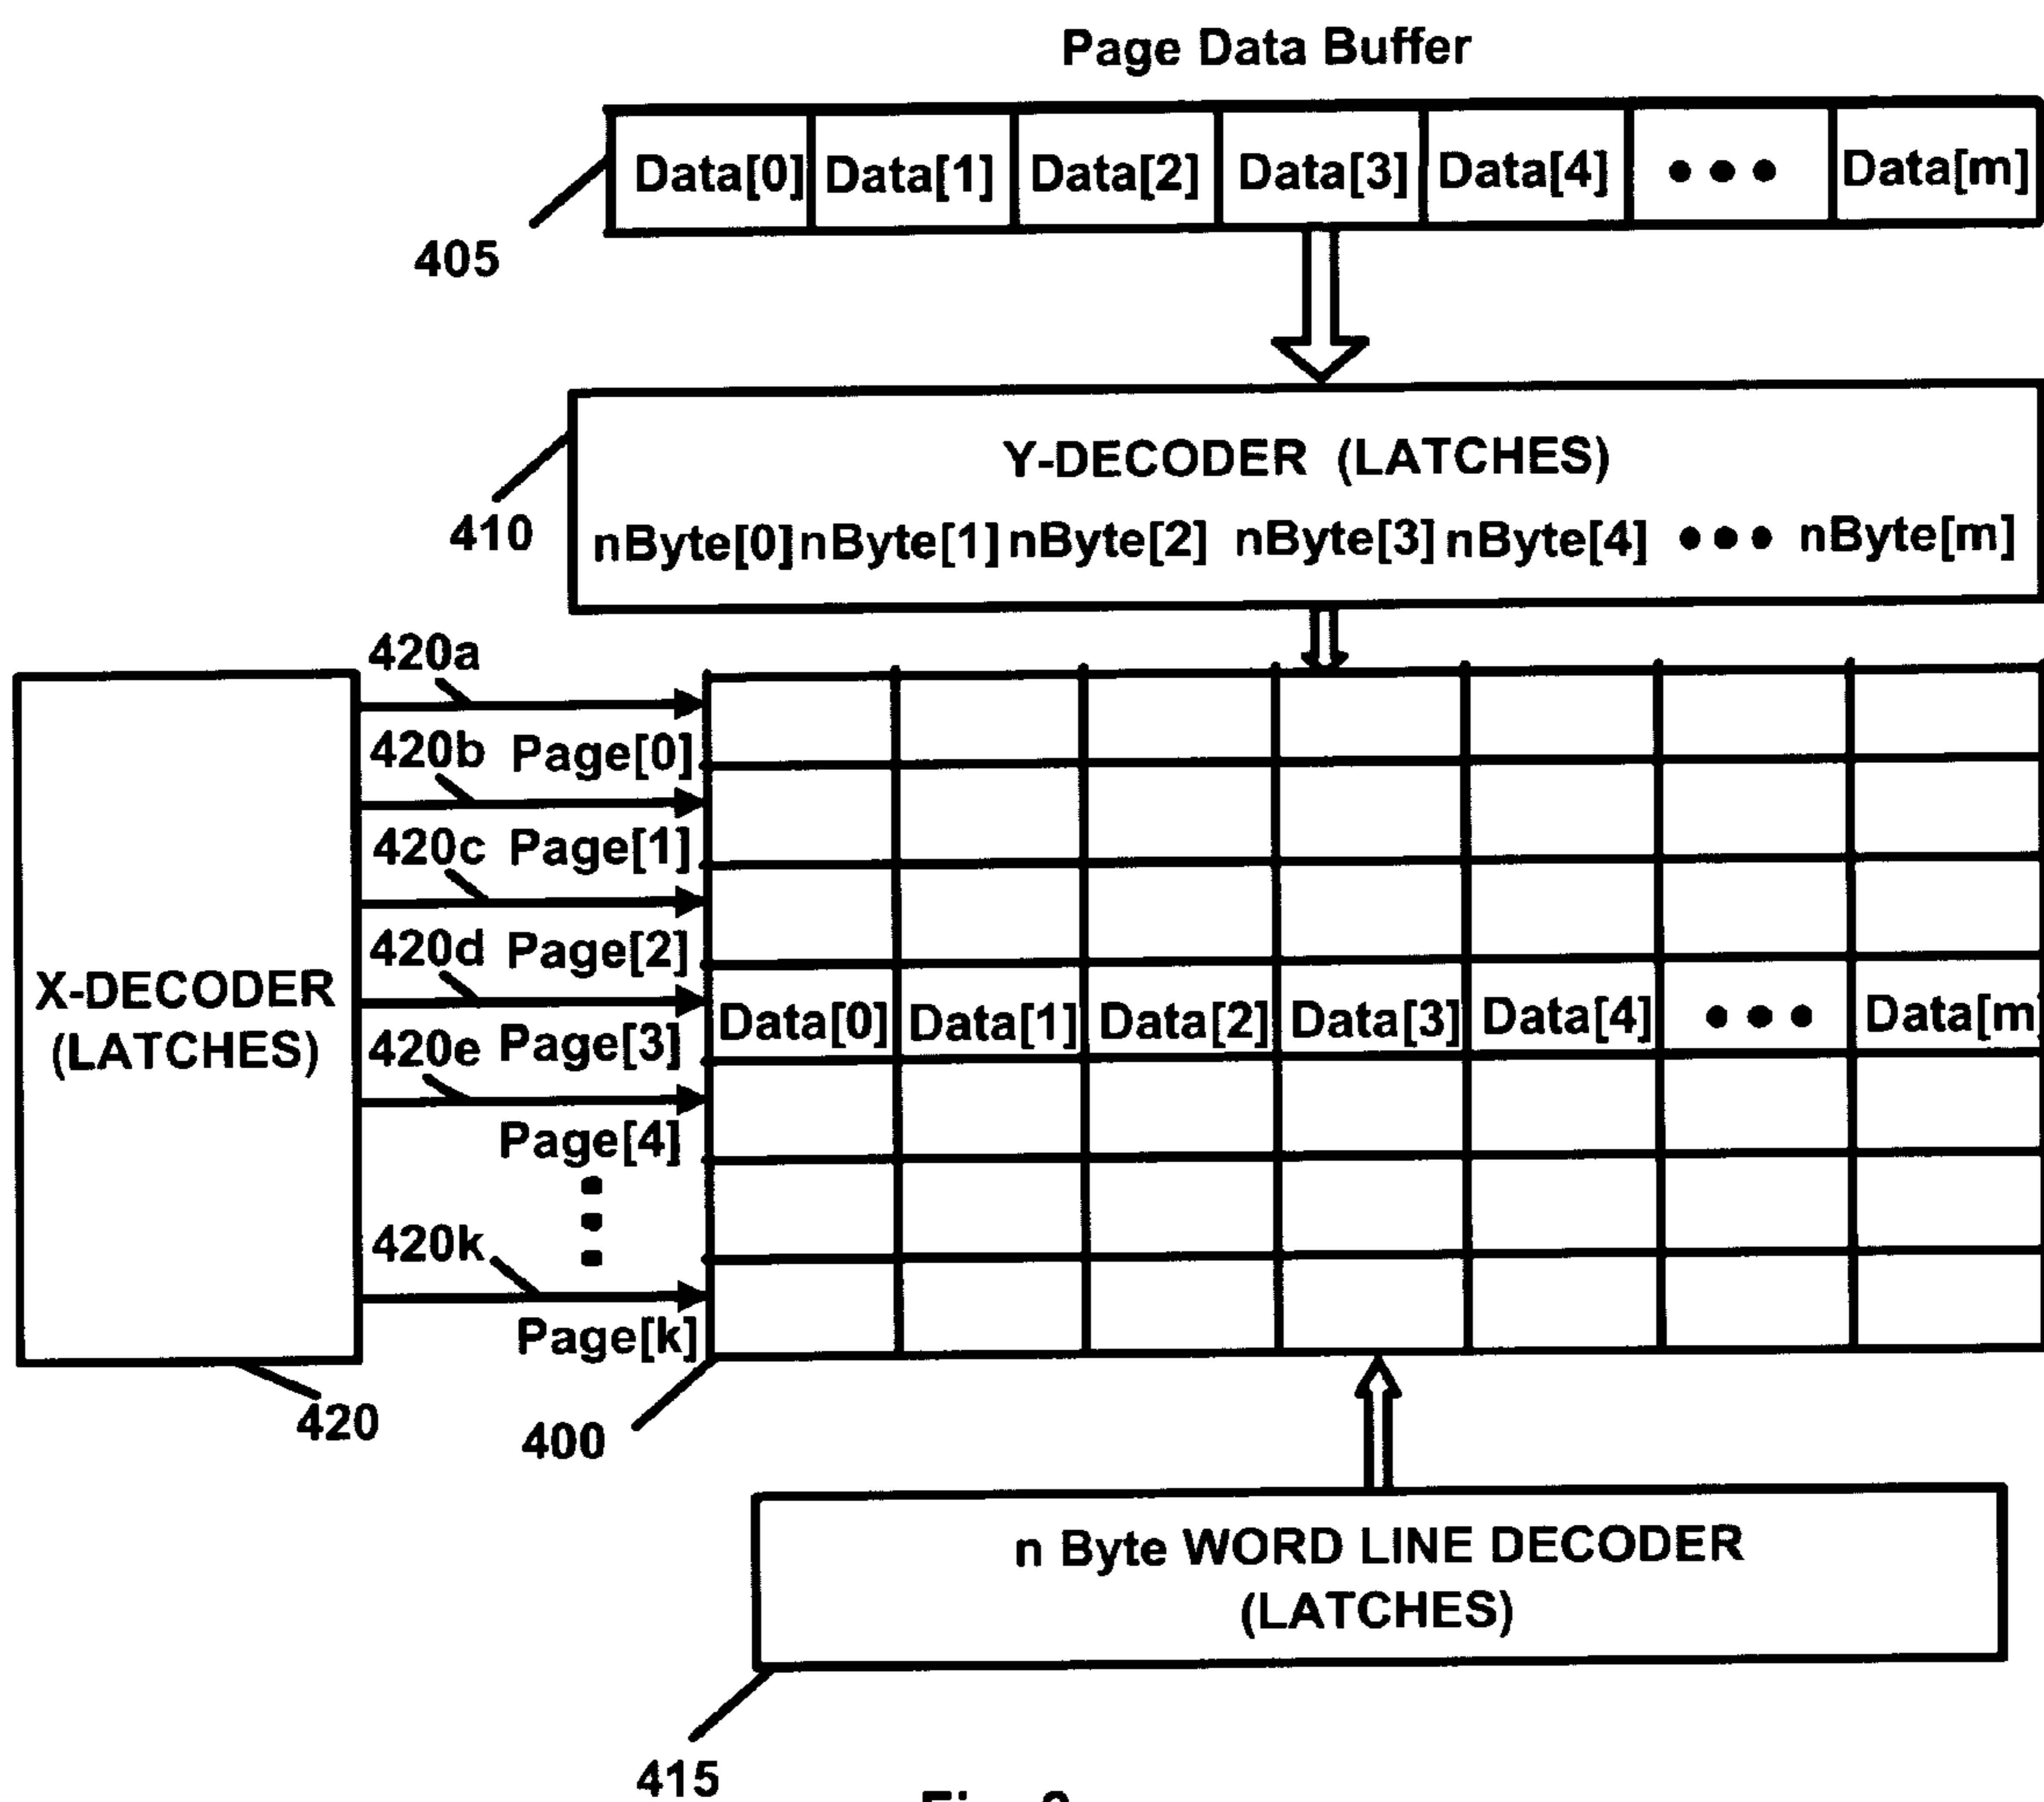 Page Data Buffer
Data[0] Data[1] Data[2] Data[3] Data[4] ••• Data[m]
405
Y-DECODER (LATCHES)
410
nByte[0] nByte[1] nByte[2] nByte[3] nByte[4] ••• nByte[m]
420a
420b Page[0]
420c Page[1]
420d Page[2]
X-DECODER
(LATCHES)
Data[0] Data[1] Data[2] Data[3] Data[4] ••• Data[m
420e Page[3]
Page[4]
420k
Page[k]
420
400
n Byte WORD LINE DECODER
(LATCHES)
415